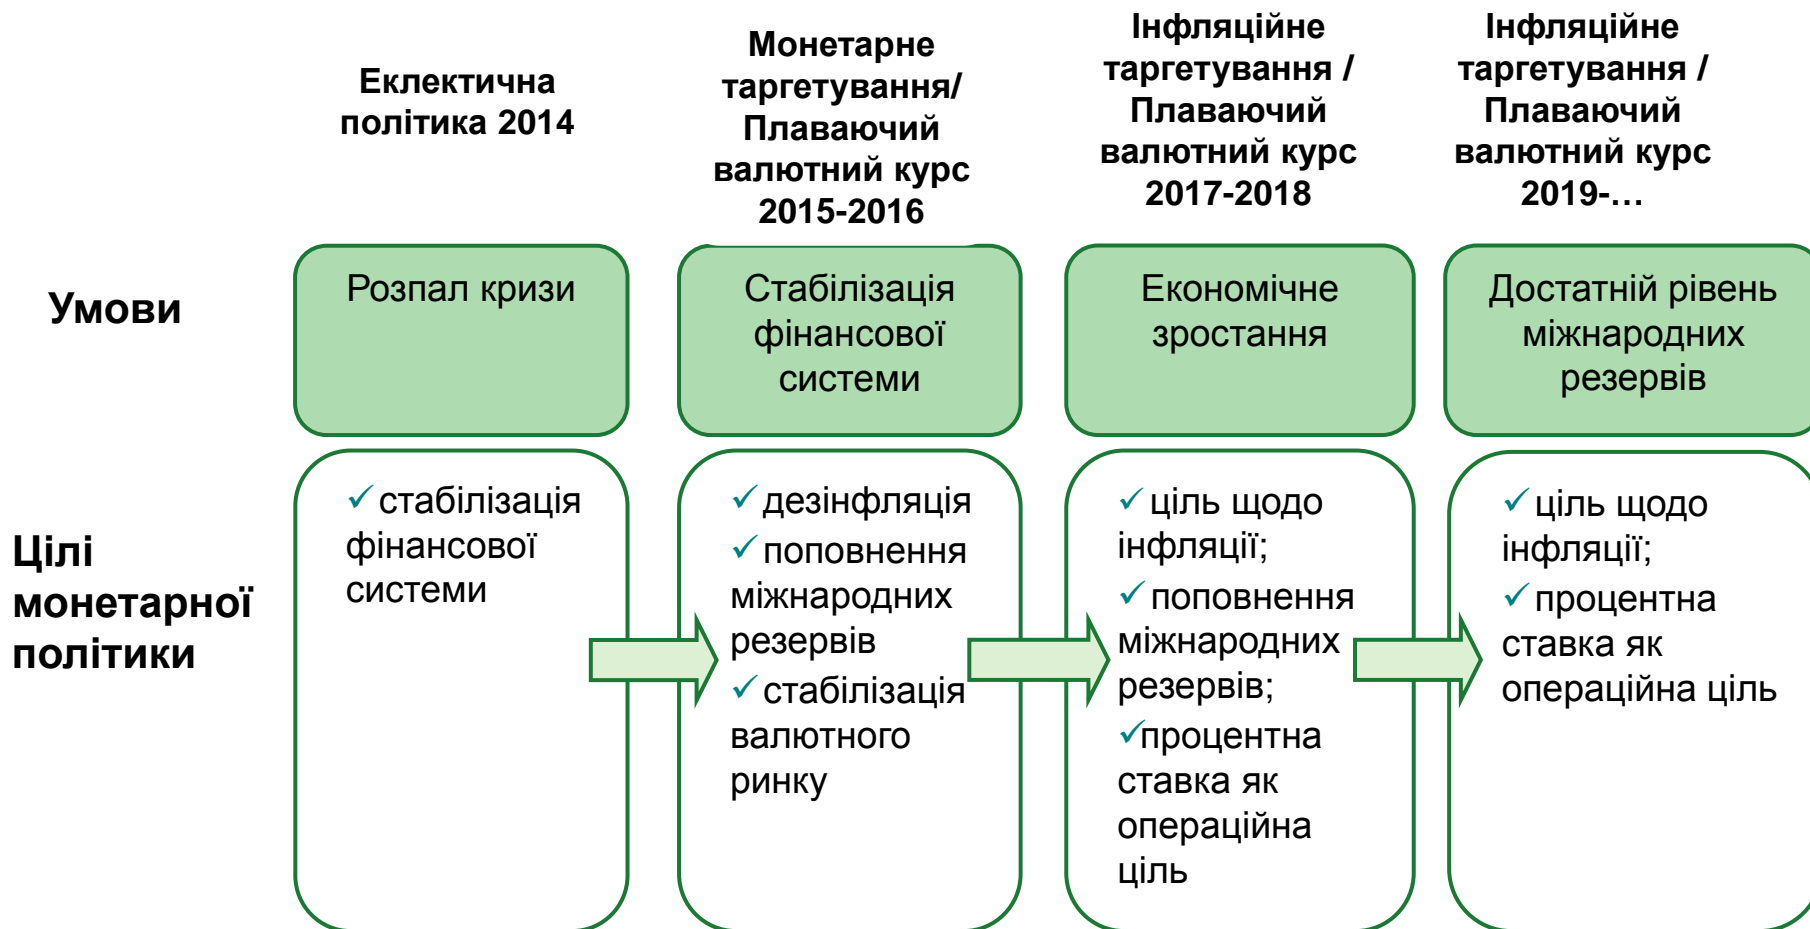 Еклектична
політика 2014
Монетарне
таргетування/
Плаваючий
валютний курс
2015-2016
Інфляційне
таргетування /
Плаваючий
валютний курс
2017-2018
Інфляційне
таргетування /
Плаваючий
валютний курс
2019-…
Умови
Розпал кризи
Стабілізація
фінансової
системи
Економічне
зростання
Достатній рівень
міжнародних
резервів
Цілі
монетарної
політики
✓стабілізація
фінансової
системи
✓дезінфляція
✓поповнення
міжнародних
резервів
✓стабілізація
валютного
ринку
✓ціль щодо
інфляції;
✓поповнення
міжнародних
резервів;
✓процентна
ставка як
операційна
ціль
✓ціль щодо
інфляції;
✓процентна
ставка як
операційна ціль